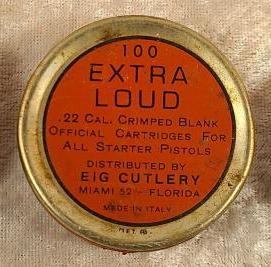 100
EXTRA
LOUD
.22 CAL. CRIMPED BLANK
OFFICIAL CARTRIDGES FOR
ALL STARTER PISTOLS
DISTRIBUTED BY
EIG CUTLERY
MIAMI 52 - FLORIDA
MADE IN ITALY